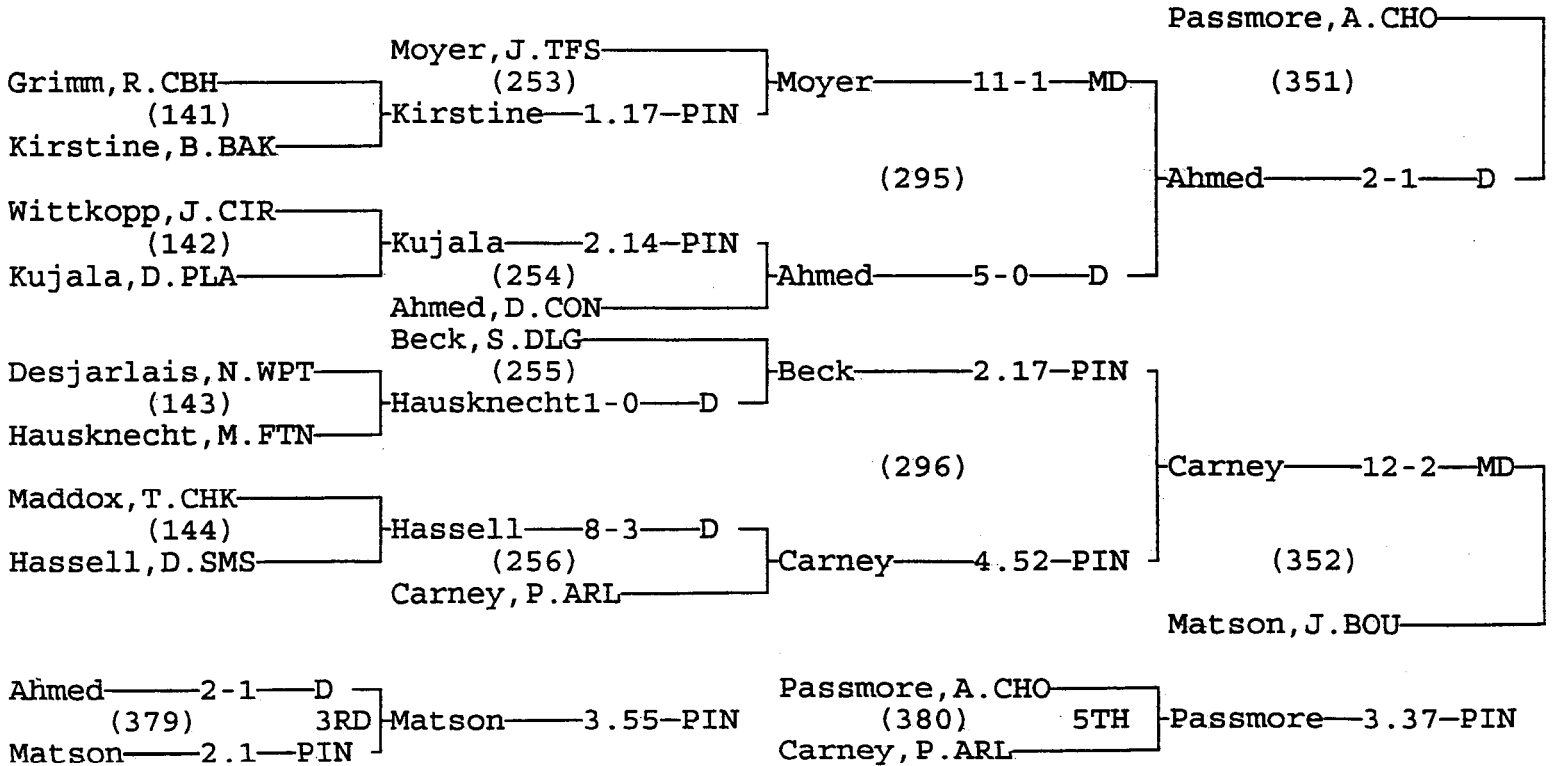 Passmore,A.CHO
Moyer,J.TFS
Grimm,R.CBH (253) Moyer 11-1 MD (351)
(141) Kirstine 1.17-PIN
Kirstine,B.BAK
(295) Ahmed 2-1 D
Wittkopp,J.CIR
(142) Kujala 2.14-PIN
Kujala,D.PLA (254) Ahmed 5-0 D
Ahmed,D.CON
Beck,S.DLG
Desjarlais,N.WPT (255) Beck 2.17-PIN
(143) Hausknecht1-0 D
Hausknecht,M.FTN
(296) Carney 12-2 MD
Maddox,T.CHK
(144) Hassell 8-3 D
Hassell,D.SMS (256) Carney 4.52-PIN (352)
Carney,P.ARL
Matson,J.BOU
Ahmed 2-1 D Passmore,A.CHO
(379) 3RD Matson 3.55-PIN (380) 5TH Passmore 3.37-PIN
Matson 2.1-PIN Carney,P.ARL